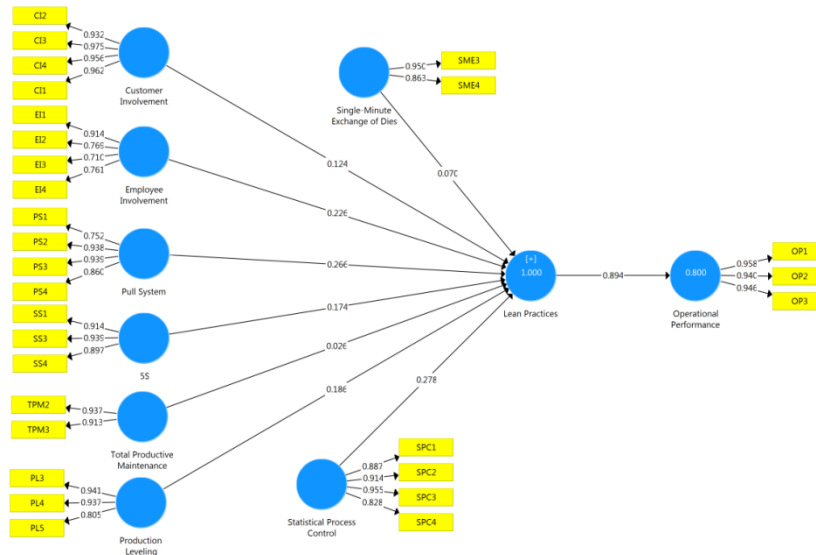 CI2
CI3
CI4
CI1
0.932
0.975
0.956
0.962
Customer
Involvement
EI1
EI2
EI3
EI4
0.914
0.769
0.710
0.761
Employee
Involvement
PS1
PS2
PS3
PS4
0.752
0.938
0.939
0.860
Pull System
SS1
SS3
SS4
0.914
0.939
0.897
5S
TPM2
TPM3
0.937
0.913
Total Productive
Maintenance
PL3
PL4
PL5
0.941
0.937
0.805
Production
Leveling
SME3
SME4
0.950
0.863
Single-Minute
Exchange of Dies
0.124
0.070
0.226
0.266
0.174
0.026
0.186
0.278
[+]
1.000
Lean Practices
0.894
0.800
Operational
Performance
0.958
0.940
0.946
OP1
OP2
OP3
SPC1
SPC2
SPC3
SPC4
0.887
0.914
0.955
0.828
Statistical Process
Control